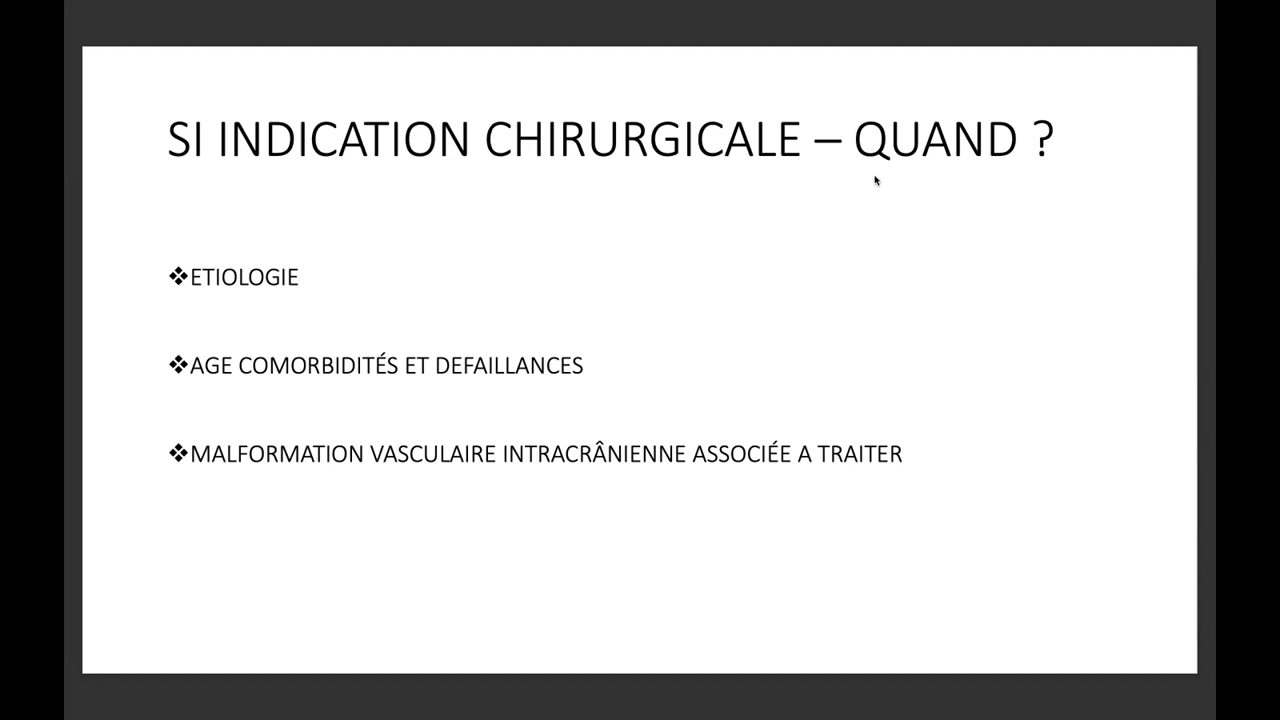 SI INDICATION CHIRURGICALE – QUAND ?
❖ETIOLOGIE
❖AGE COMORBIDITÉS ET DEFAILLANCES
❖MALFORMATION VASCULAIRE INTRACRÂNIENNE ASSOCIÉE A TRAITER